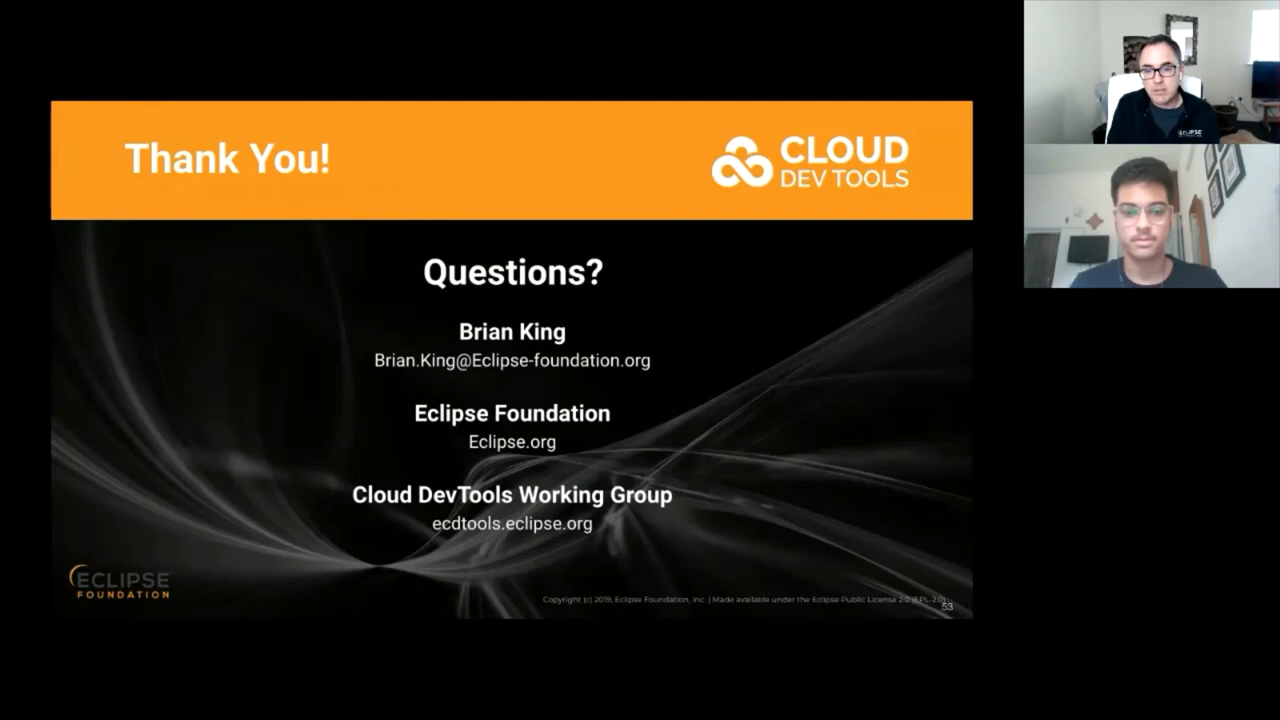 Thank You!
CLOUD
DEV TOOLS
Questions?
Brian King
Brian.King@Eclipse-foundation.org
Eclipse Foundation
Eclipse.org
Cloud DevTools Working Group
ecdtools.eclipse.org
ECLIPSE
FOUNDATION
Copyright (c) 2019, Eclipse Foundation, Inc. | Made available under the Eclipse Public License 2.0 (EPL-2.0)
53
ECLIPSE